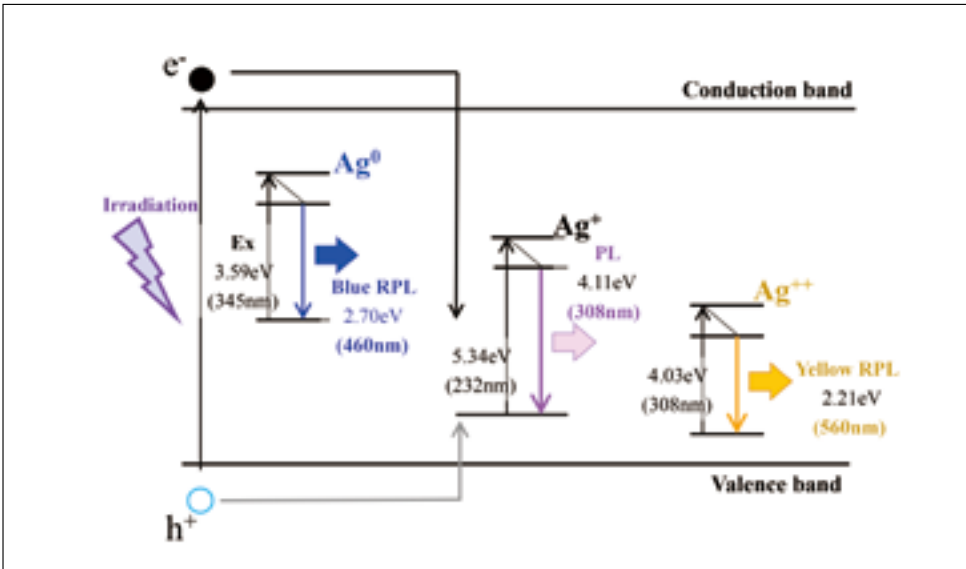 e-
Conduction band
Ag0
Irradiation
Ex
3.59eV
(345nm)
Blue RPL
2.70eV
(460nm)
Ag+
PL
4.11eV
(308nm)
5.34eV
(232nm)
Ag++
4.03eV
(308nm)
Yellow RPL
2.21eV
(560nm)
Valence band
h+